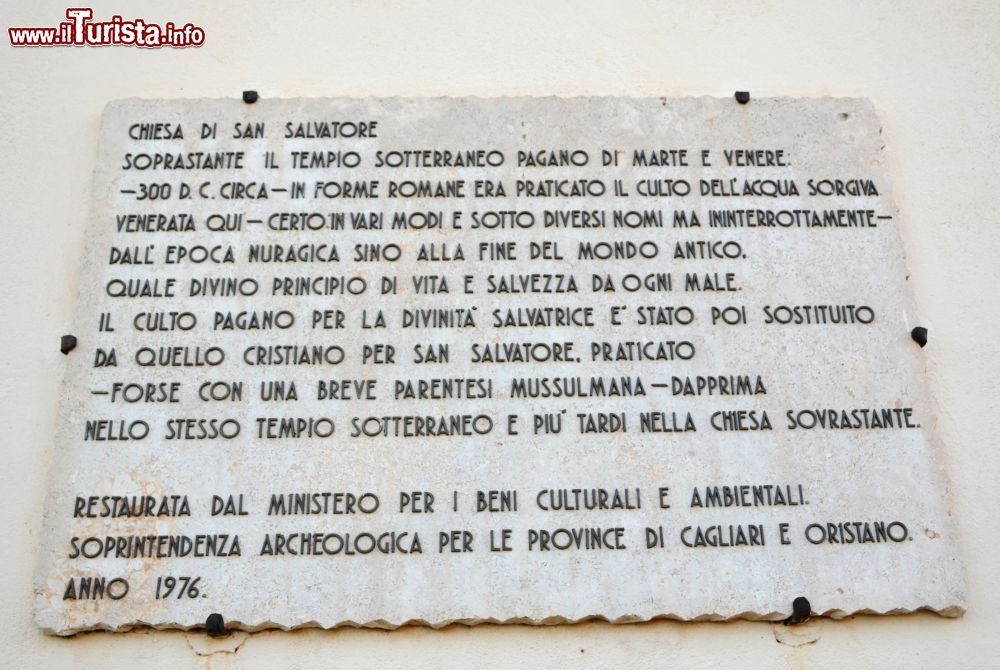 www.ilTurista.info
CHIESA DI SAN SALVATORE
SOPRASTANTE IL TEMPIO SOTTERRANEO PAGANO DI MARTE E VENERE:
—300 D. C. CIRCA— IN FORME ROMANE ERA PRATICATO IL CULTO DELL'ACQUA SORGIVA
VENERATA QUI — CERTO IN VARI MODI E SOTTO DIVERSI NOMI MA ININTERROTTAMENTE—
DALL' EPOCA NURAGICA SINO ALLA FINE DEL MONDO ANTICO,
QUALE DIVINO PRINCIPIO DI VITA E SALVEZZA DA OGNI MALE.
IL CULTO PAGANO PER LA DIVINITA' SALVATRICE E' STATO POI SOSTITUITO
DA QUELLO CRISTIANO PER SAN SALVATORE, PRATICATO
—FORSE CON UNA BREVE PARENTESI MUSSULMANA—DAPPRIMA
NELLO STESSO TEMPIO SOTTERRANEO E PIU' TARDI NELLA CHIESA SOVRASTANTE.
RESTAURATA DAL MINISTERO PER I BENI CULTURALI E AMBIENTALI.
SOPRINTENDENZA ARCHEOLOGICA PER LE PROVINCE DI CAGLIARI E ORISTANO.
ANNO 1976.